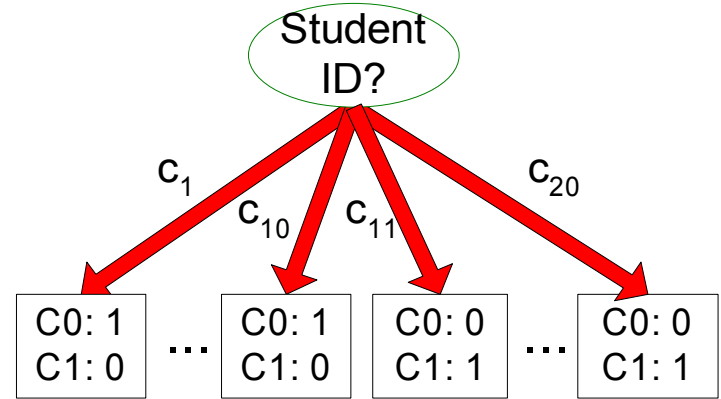 Student
ID?
c₁
c₁₀
c₁₁
c₂₀
C0: 1
C1: 0
...
C0: 1
C1: 0
C0: 0
C1: 1
...
C0: 0
C1: 1